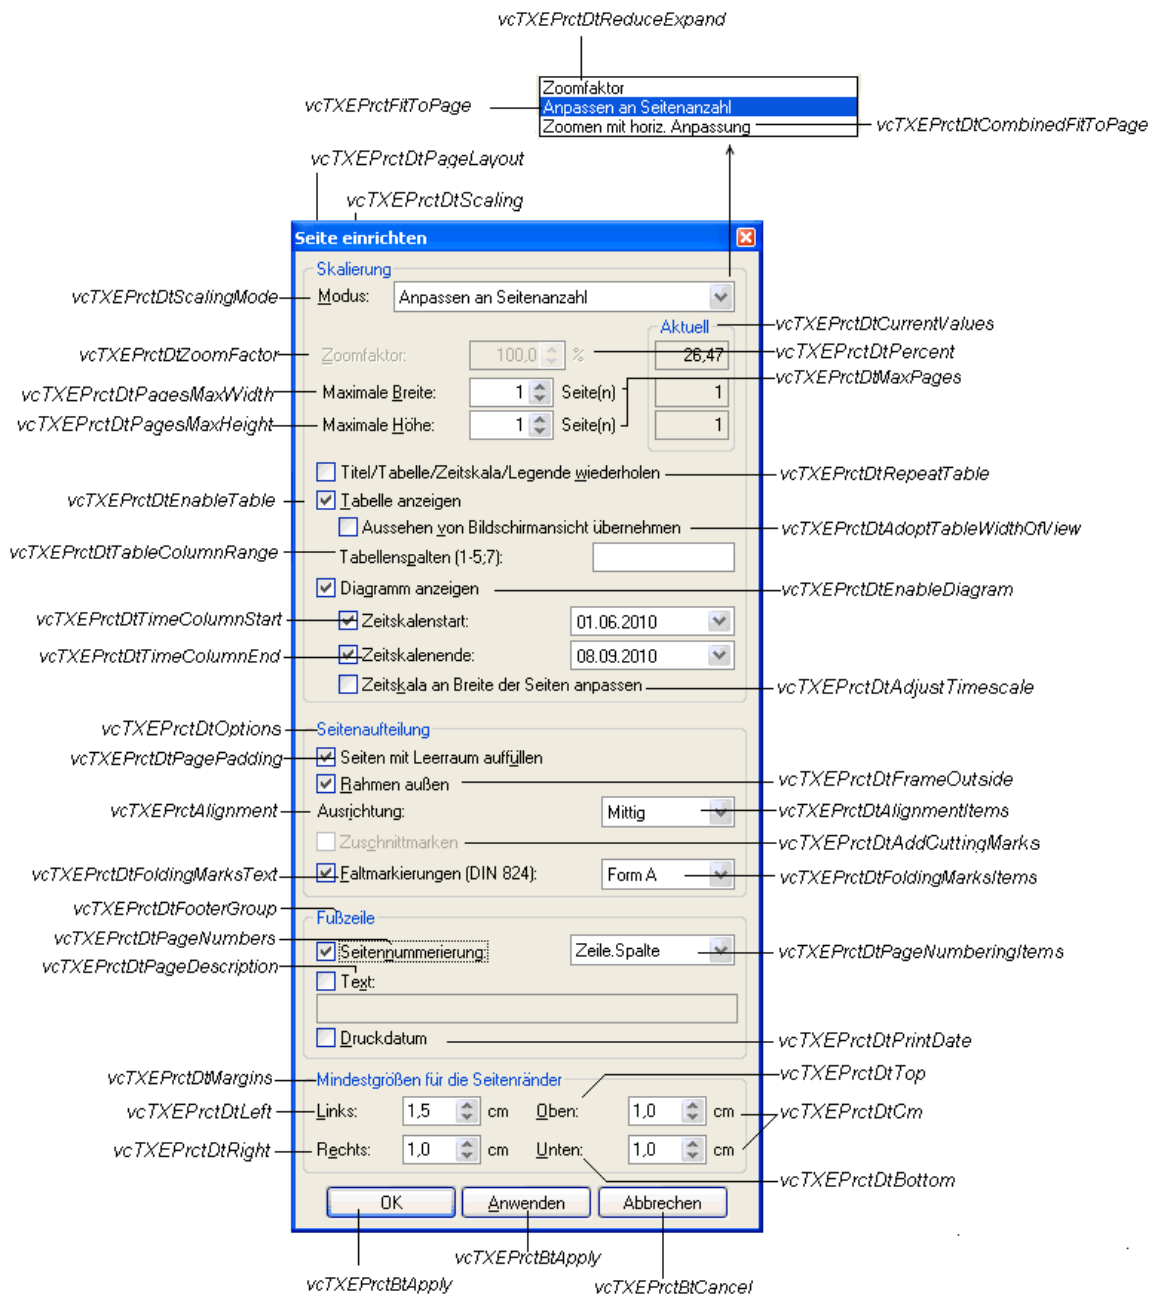 vcTXEPrctDtReduceExpand
Zoomfaktor
vcTXEPrctFitToPage
Anpassen an Seitenanzahl
Zoomen mit horiz. Anpassung
vcTXEPrctDtCombinedFitToPage
vcTXEPrctDtPageLayout
vcTXEPrctDtScaling
Seite einrichten
Skalierung
vcTXEPrctDtScalingMode
Modus:
Anpassen an Seitenanzahl
Aktuell
vcTXEPrctDtCurrentValues
vcTXEPrctDtZoomFactor
Zoomfaktor:
100,0
%
26,47
vcTXEPrctDtPercent
vcTXEPrctDtPagesMaxWidth
Maximale Breite:
1
Seite(n)
1
vcTXEPrctDtMaxPages
vcTXEPrctDtPagesMaxHeight
Maximale Höhe:
1
Seite(n)
1
Titel/Tabelle/Zeitskala/Legende wiederholen
vcTXEPrctDtRepeatTable
vcTXEPrctDtEnableTable
Tabelle anzeigen
Aussehen von Bildschirmansicht übernehmen
vcTXEPrctDtAdoptTableWidthOfView
vcTXEPrctDtTableColumnRange
Tabellenspalten (1-5;7):
Diagramm anzeigen
vcTXEPrctDtEnableDiagram
vcTXEPrctDtTimeColumnStart
Zeitskalenstart:
01.06.2010
vcTXEPrctDtTimeColumnEnd
Zeitskalenende:
08.09.2010
Zeitskala an Breite der Seiten anpassen
vcTXEPrctDtAdjustTimescale
vcTXEPrctDtOptions
Seitenaufteilung
vcTXEPrctDtPagePadding
Seiten mit Leerraum auffüllen
Rahmen außen
vcTXEPrctDtFrameOutside
vcTXEPrctAlignment
Ausrichtung:
Mittig
vcTXEPrctDtAlignmentItems
Zuschnittmarken
vcTXEPrctDtAddCuttingMarks
vcTXEPrctDtFoldingMarksText
Faltmarkierungen (DIN 824):
Form A
vcTXEPrctDtFoldingMarksItems
vcTXEPrctDtFooterGroup
Fußzeile
vcTXEPrctDtPageNumbers
Seitennummerierung:
Zeile.Spalte
vcTXEPrctDtPageNumberingItems
vcTXEPrctDtPageDescription
Text:
Druckdatum
vcTXEPrctDtPrintDate
vcTXEPrctDtMargins
Mindestgrößen für die Seitenränder
vcTXEPrctDtTop
vcTXEPrctDtLeft
Links:
1,5
cm
Oben:
1,0
cm
vcTXEPrctDtCm
vcTXEPrctDtRight
Rechts:
1,0
cm
Unten:
1,0
cm
vcTXEPrctDtBottom
OK
Anwenden
Abbrechen
vcTXEPrctBtApply
vcTXEPrctBtApply
vcTXEPrctBtCancel